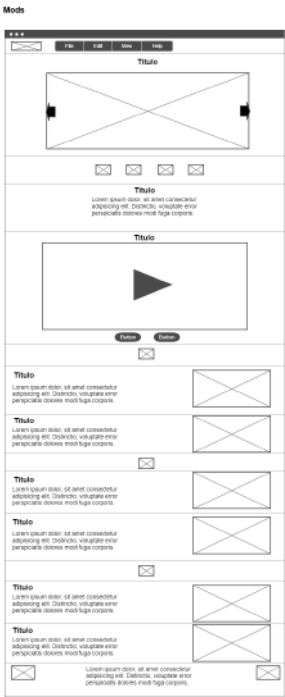 Mods
File Edit View Help
Titulo
Titulo
Lorem ipsum dolor, sit amet consectetur
adipisicing elit. Distinctio, voluptate error
perspiciatis dolores modi fuga corporis.
Titulo
Button Button
Titulo
Lorem ipsum dolor, sit amet consectetur
adipisicing elit. Distinctio, voluptate error
perspiciatis dolores modi fuga corporis.
Titulo
Lorem ipsum dolor, sit amet consectetur
adipisicing elit. Distinctio, voluptate error
perspiciatis dolores modi fuga corporis.
Titulo
Lorem ipsum dolor, sit amet consectetur
adipisicing elit. Distinctio, voluptate error
perspiciatis dolores modi fuga corporis.
Titulo
Lorem ipsum dolor, sit amet consectetur
adipisicing elit. Distinctio, voluptate error
perspiciatis dolores modi fuga corporis.
Titulo
Lorem ipsum dolor, sit amet consectetur
adipisicing elit. Distinctio, voluptate error
perspiciatis dolores modi fuga corporis.
Titulo
Lorem ipsum dolor, sit amet consectetur
adipisicing elit. Distinctio, voluptate error
perspiciatis dolores modi fuga corporis.
Lorem ipsum dolor, sit amet consectetur
adipisicing elit. Distinctio, voluptate error
perspiciatis dolores modi fuga corporis.